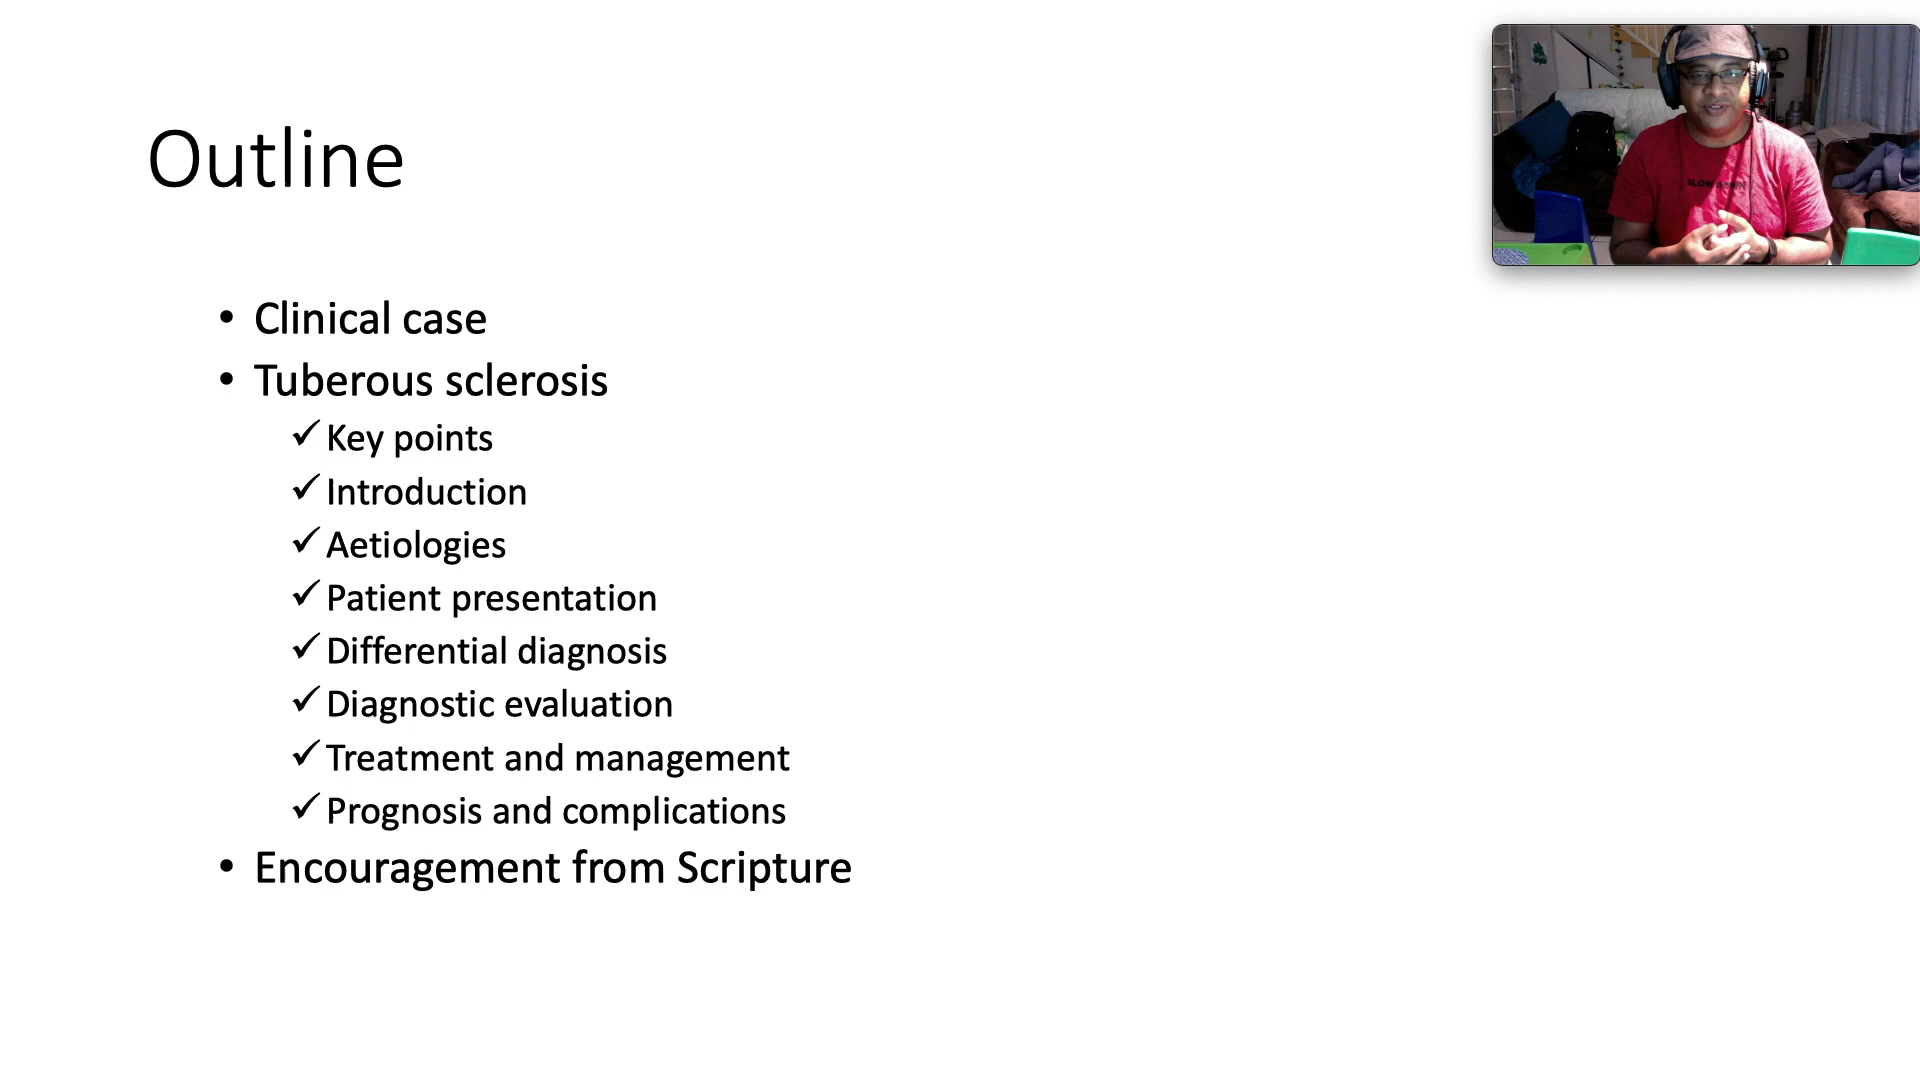 Outline
• Clinical case
• Tuberous sclerosis
✓ Key points
✓ Introduction
✓ Aetiologies
✓ Patient presentation
✓ Differential diagnosis
✓ Diagnostic evaluation
✓ Treatment and management
✓ Prognosis and complications
• Encouragement from Scripture